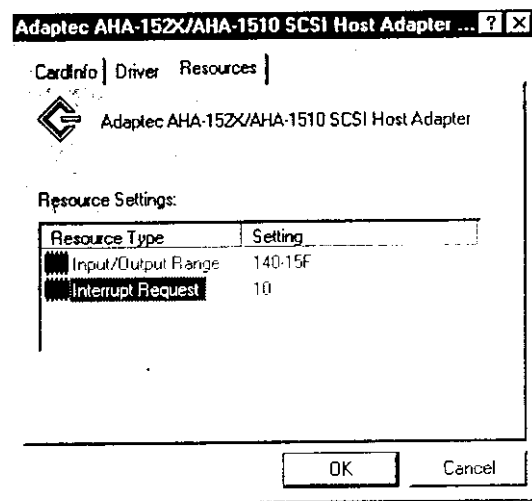 Adaptec AHA-152X/AHA-1510 SCSI Host Adapter ... ? X
CardInfo Driver Resources
Adaptec AHA-152X/AHA-1510 SCSI Host Adapter
Resource Settings:
Resource Type Setting
Input/Output Range 140-15F
Interrupt Request 10
OK Cancel